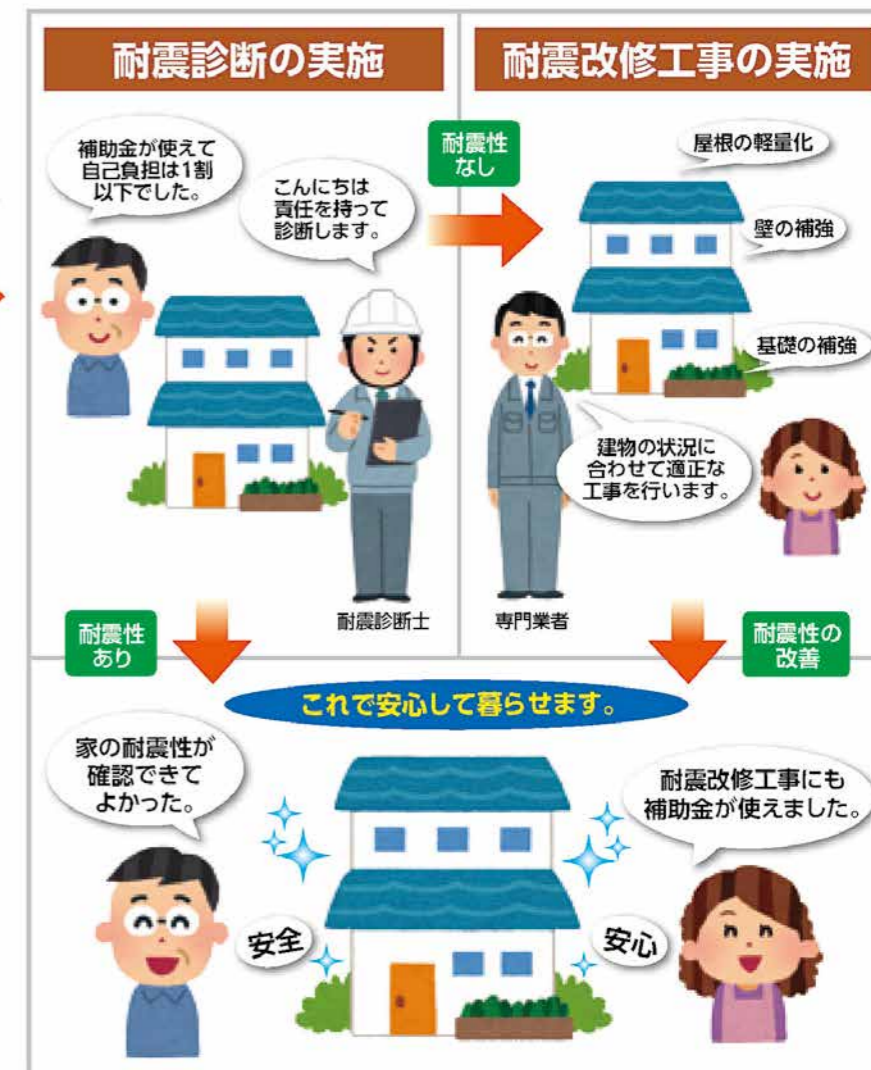 耐震診断の実施
補助金が使えて
自己負担は1割
以下でした。
こんにちは
責任を持って
診断します。
耐震診断士
耐震性
なし
耐震改修工事の実施
屋根の軽量化
壁の補強
基礎の補強
建物の状況に
合わせて適正な
工事を行います。
専門業者
耐震性
あり
耐震性の
改善
これで安心して暮らせます。
家の耐震性が
確認できて
よかった。
耐震改修工事にも
補助金が使えました。
安全
安心